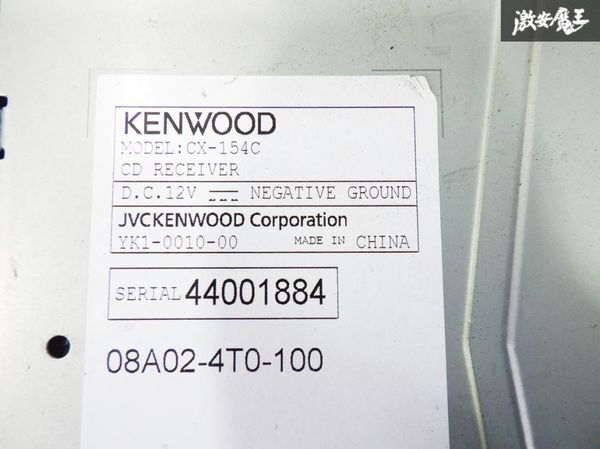 激安魔王
KENWOOD
MODEL:CX-154C
CD RECEIVER
D.C.12V NEGATIVE GROUND
JVCKENWOOD Corporation
YK1-0010-00 MADE IN CHINA
SERIAL 44001884
08A02-4T0-100